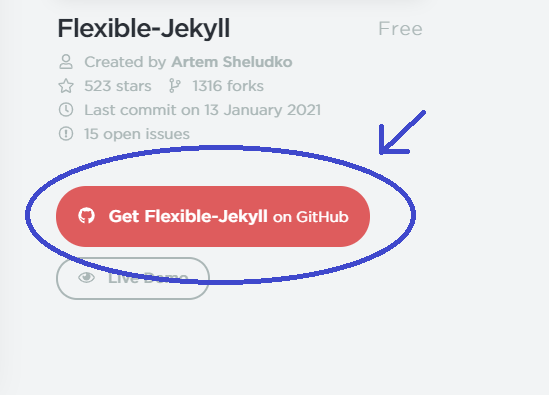 Flexible-Jekyll Free
Created by Artem Sheludko
523 stars 1316 forks
Last commit on 13 January 2021
15 open issues
Get Flexible-Jekyll on GitHub
Live Demo